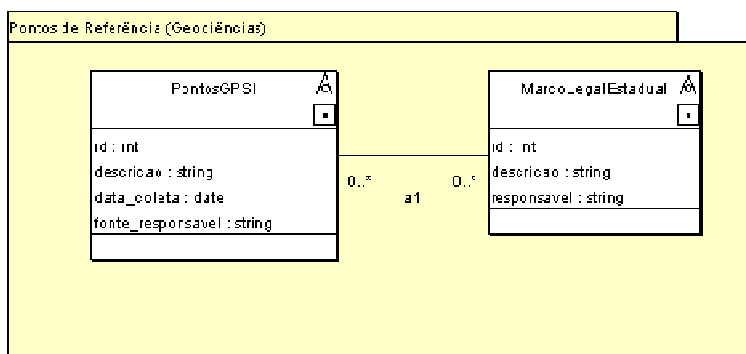 Pontos de Referência (Geociências)
PontosGPSI
id : int
descricao : string
data_coleta : date
fonte_responsavel : string
0..*
a1
0..*
MarcoLegalEstadual
id : int
descricao : string
responsavel : string